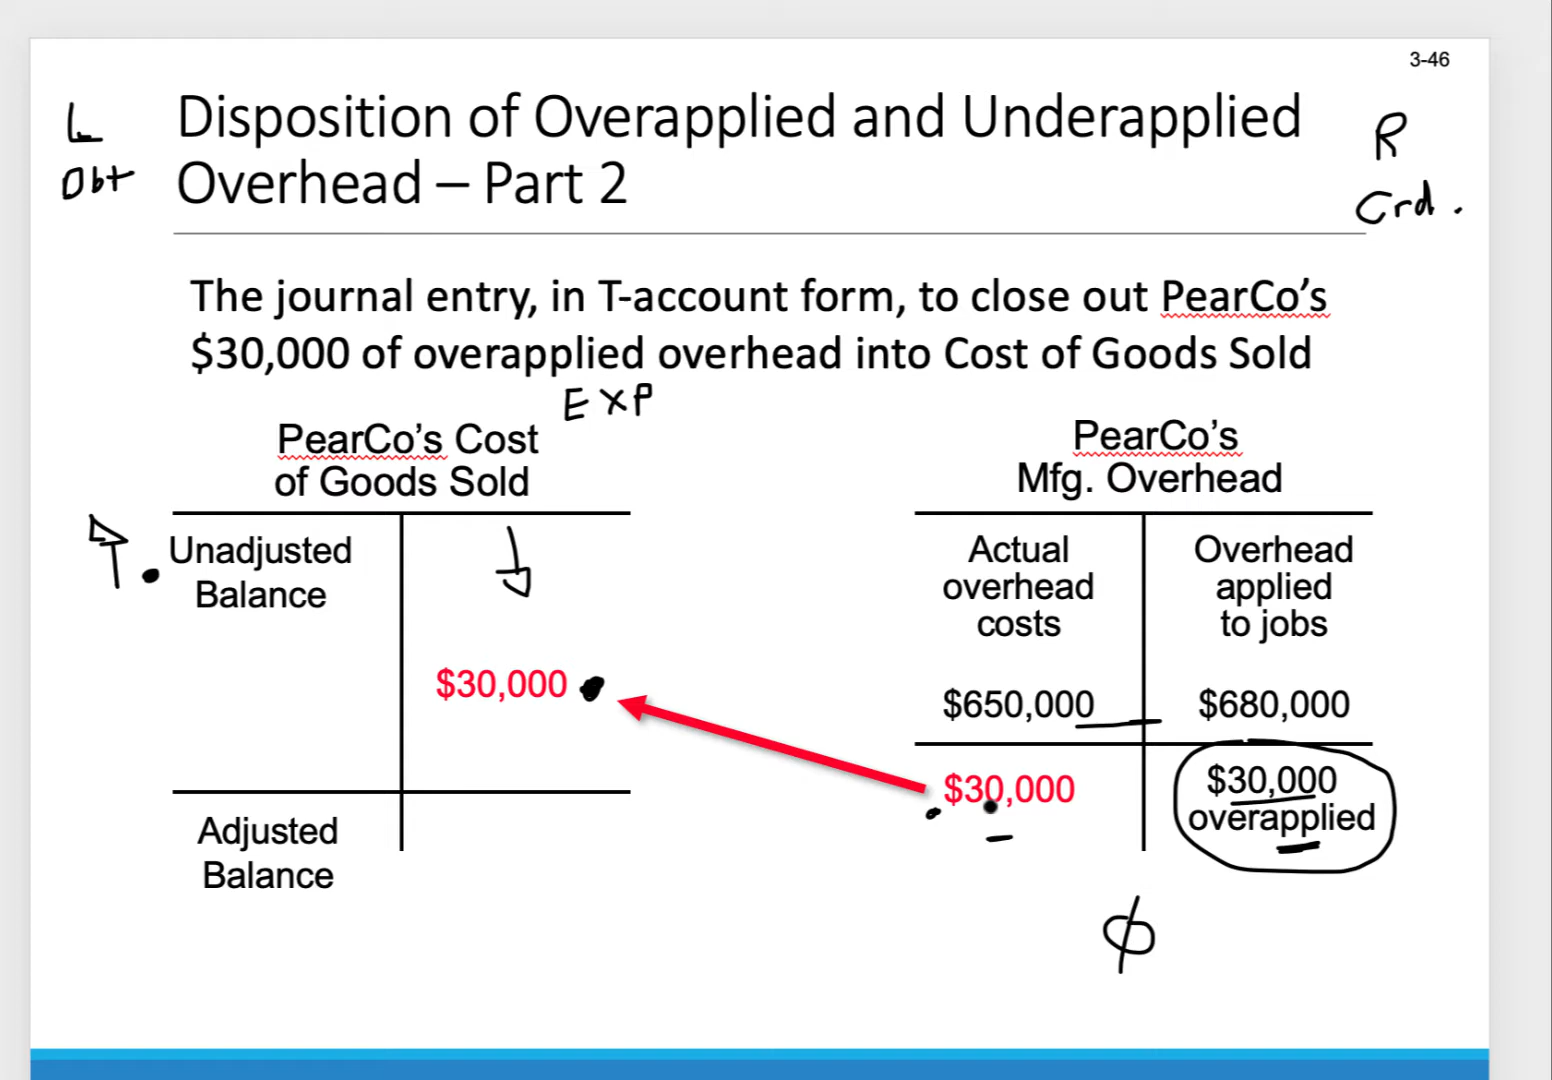 3-46
L
Dbt
Disposition of Overapplied and Underapplied
Overhead – Part 2
R
Crd.
The journal entry, in T-account form, to close out PearCo's
$30,000 of overapplied overhead into Cost of Goods Sold
EXP
PearCo's Cost
of Goods Sold
Unadjusted
Balance
$30,000
Adjusted
Balance
PearCo's
Mfg. Overhead
Actual
overhead
costs
Overhead
applied
to jobs
$650,000
$680,000
$30,000
$30,000
overapplied